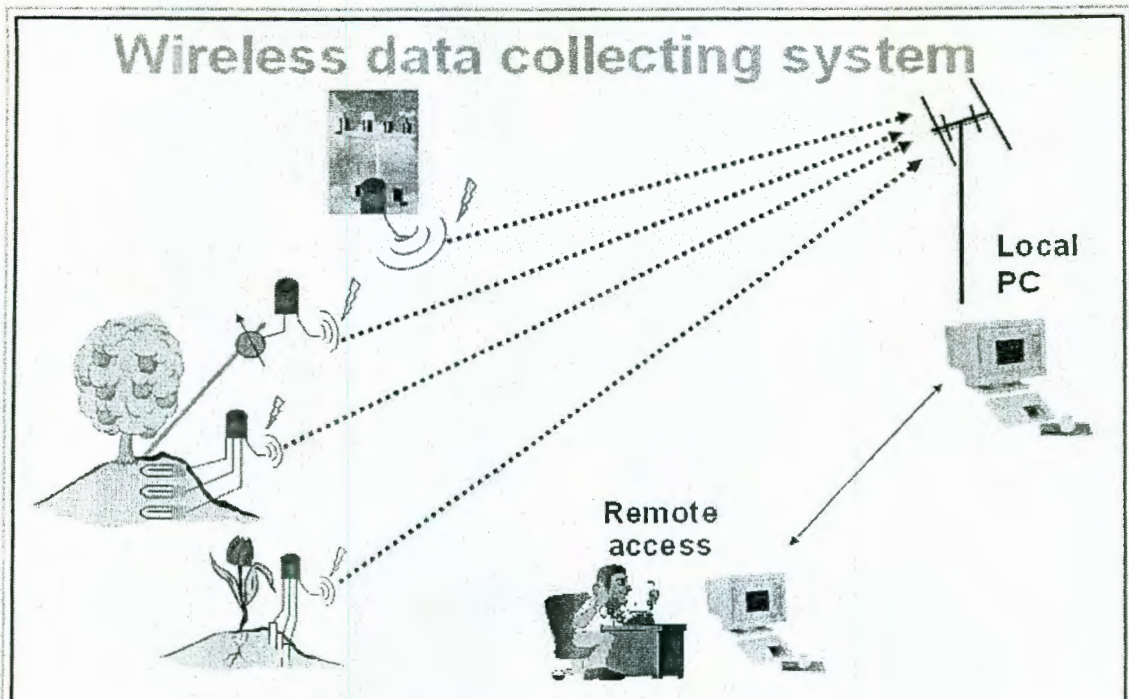 Wireless data collecting system
Local
PC
Remote
access